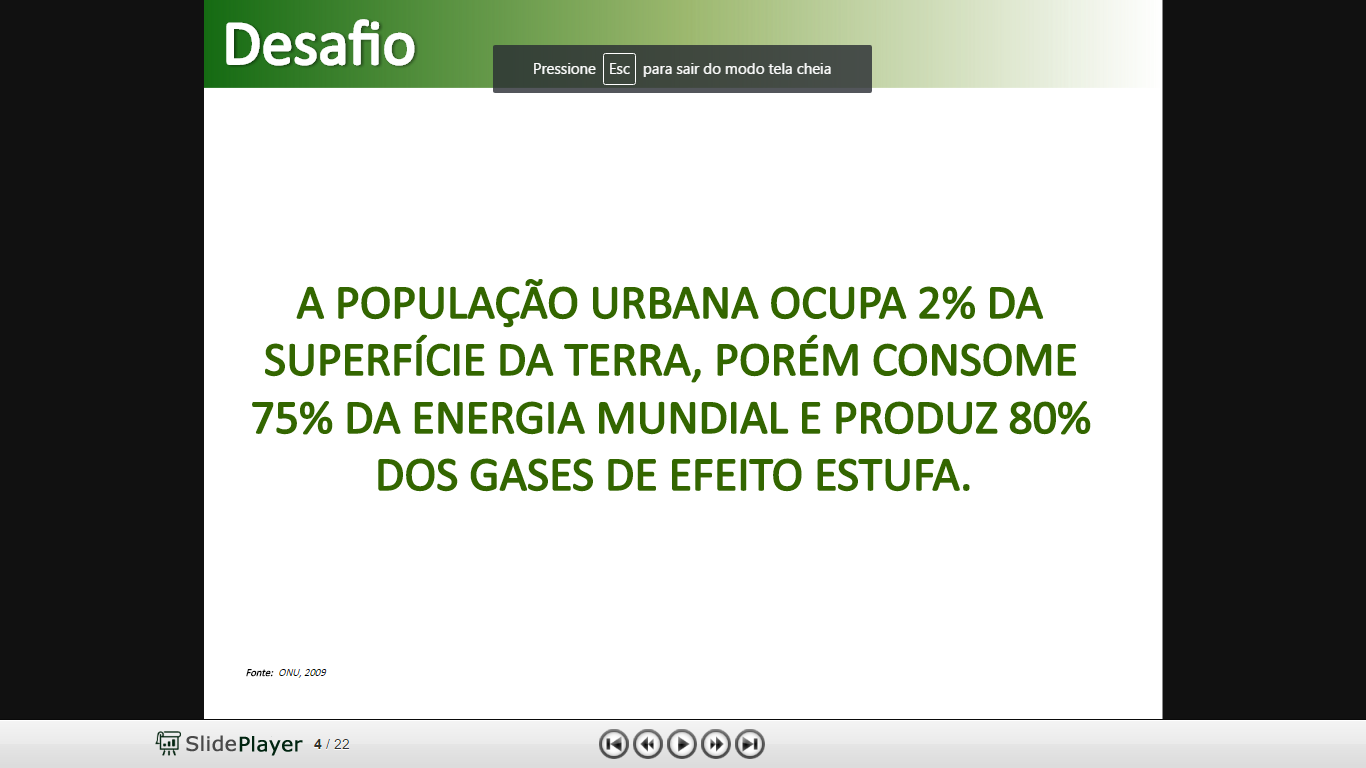 Desafio
Pressione Esc para sair do modo tela cheia
A POPULAÇÃO URBANA OCUPA 2% DA
SUPERFÍCIE DA TERRA, PORÉM CONSOME
75% DA ENERGIA MUNDIAL E PRODUZ 80%
DOS GASES DE EFEITO ESTUFA.
Fonte: ONU, 2009
SlidePlayer 4 / 22